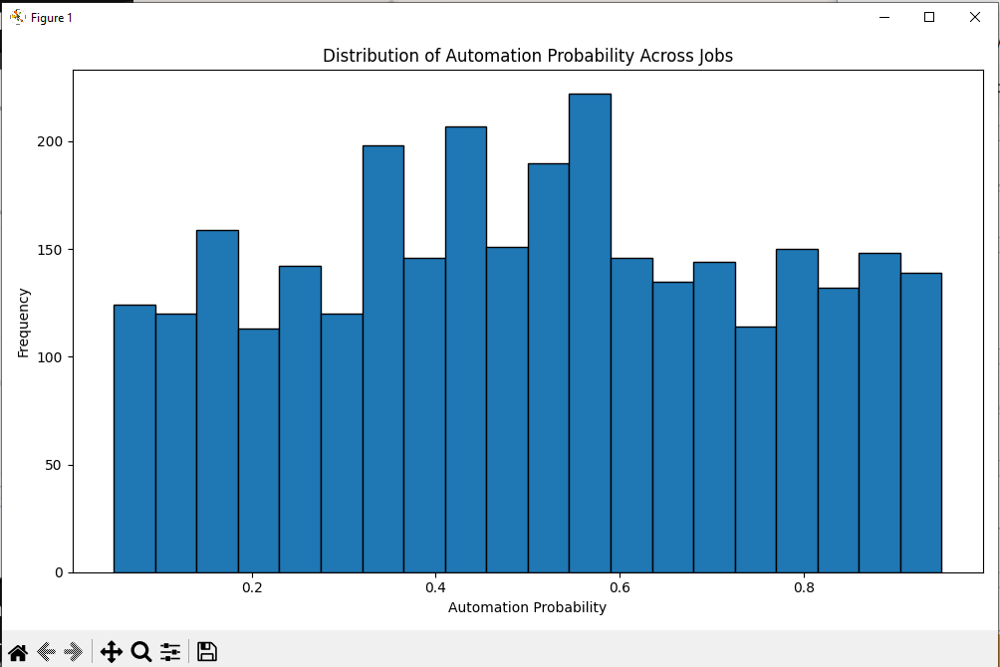 Figure 1
Distribution of Automation Probability Across Jobs
200
150
100
50
0
Frequency
0.2 0.4 0.6 0.8
Automation Probability